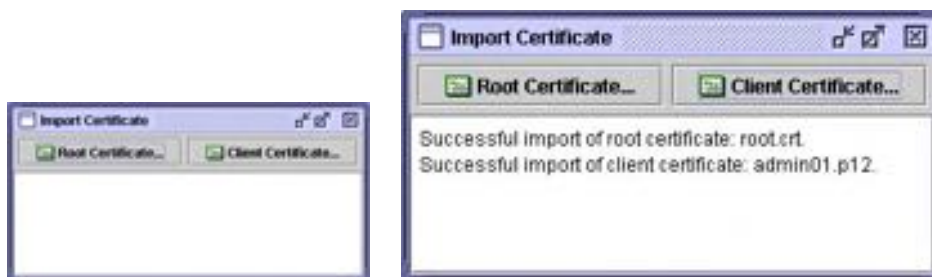 Import Certificate
Root Certificate... Client Certificate...
Import Certificate
Root Certificate... Client Certificate...
Successful import of root certificate: root.crt.
Successful import of client certificate: admin01.p12.